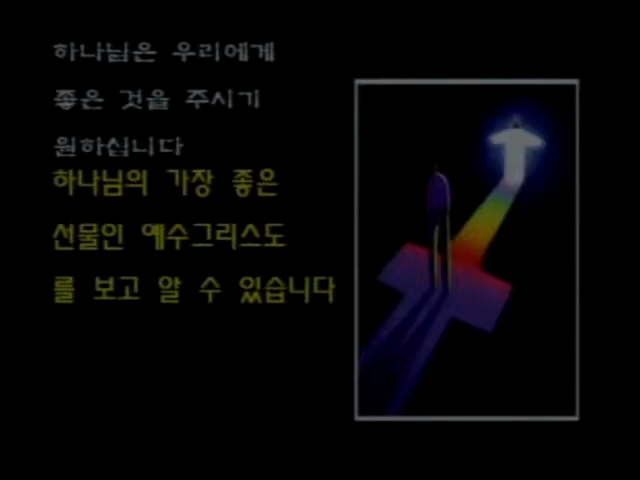 하나님은 우리에게
좋은 것을 주시기
원하십니다
하나님의 가장 좋은
선물인 예수그리스도
를 보고 알 수 있습니다